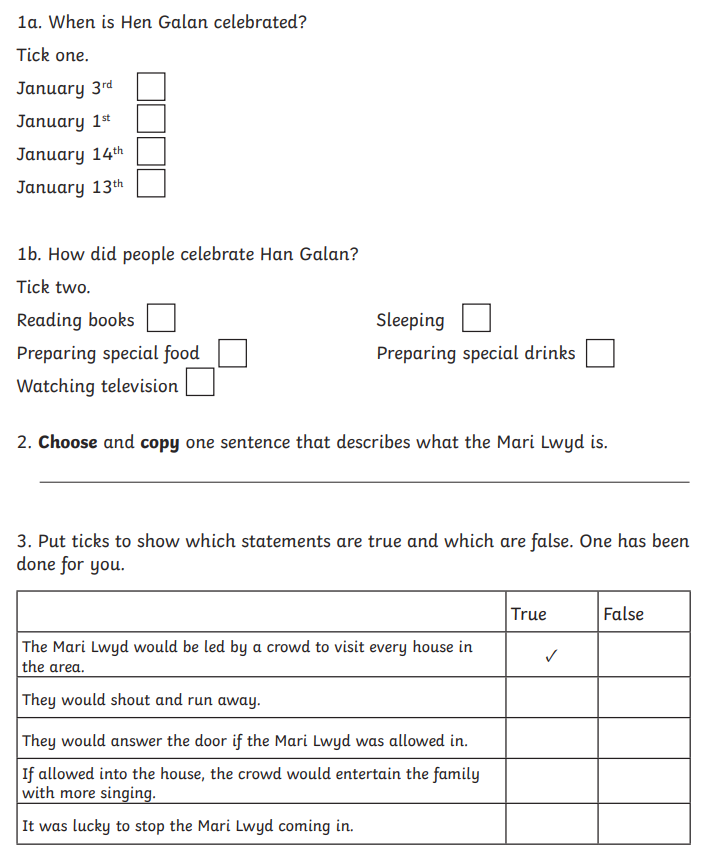 1a. When is Hen Galan celebrated?
Tick one.
January 3rd
January 1st
January 14th
January 13th
1b. How did people celebrate Han Galan?
Tick two.
Reading books
Sleeping
Preparing special food
Preparing special drinks
Watching television
2. Choose and copy one sentence that describes what the Mari Lwyd is.
3. Put ticks to show which statements are true and which are false. One has been
done for you.
True False
The Mari Lwyd would be led by a crowd to visit every house in
the area.
✓
They would shout and run away.
They would answer the door if the Mari Lwyd was allowed in.
If allowed into the house, the crowd would entertain the family
with more singing.
It was lucky to stop the Mari Lwyd coming in.